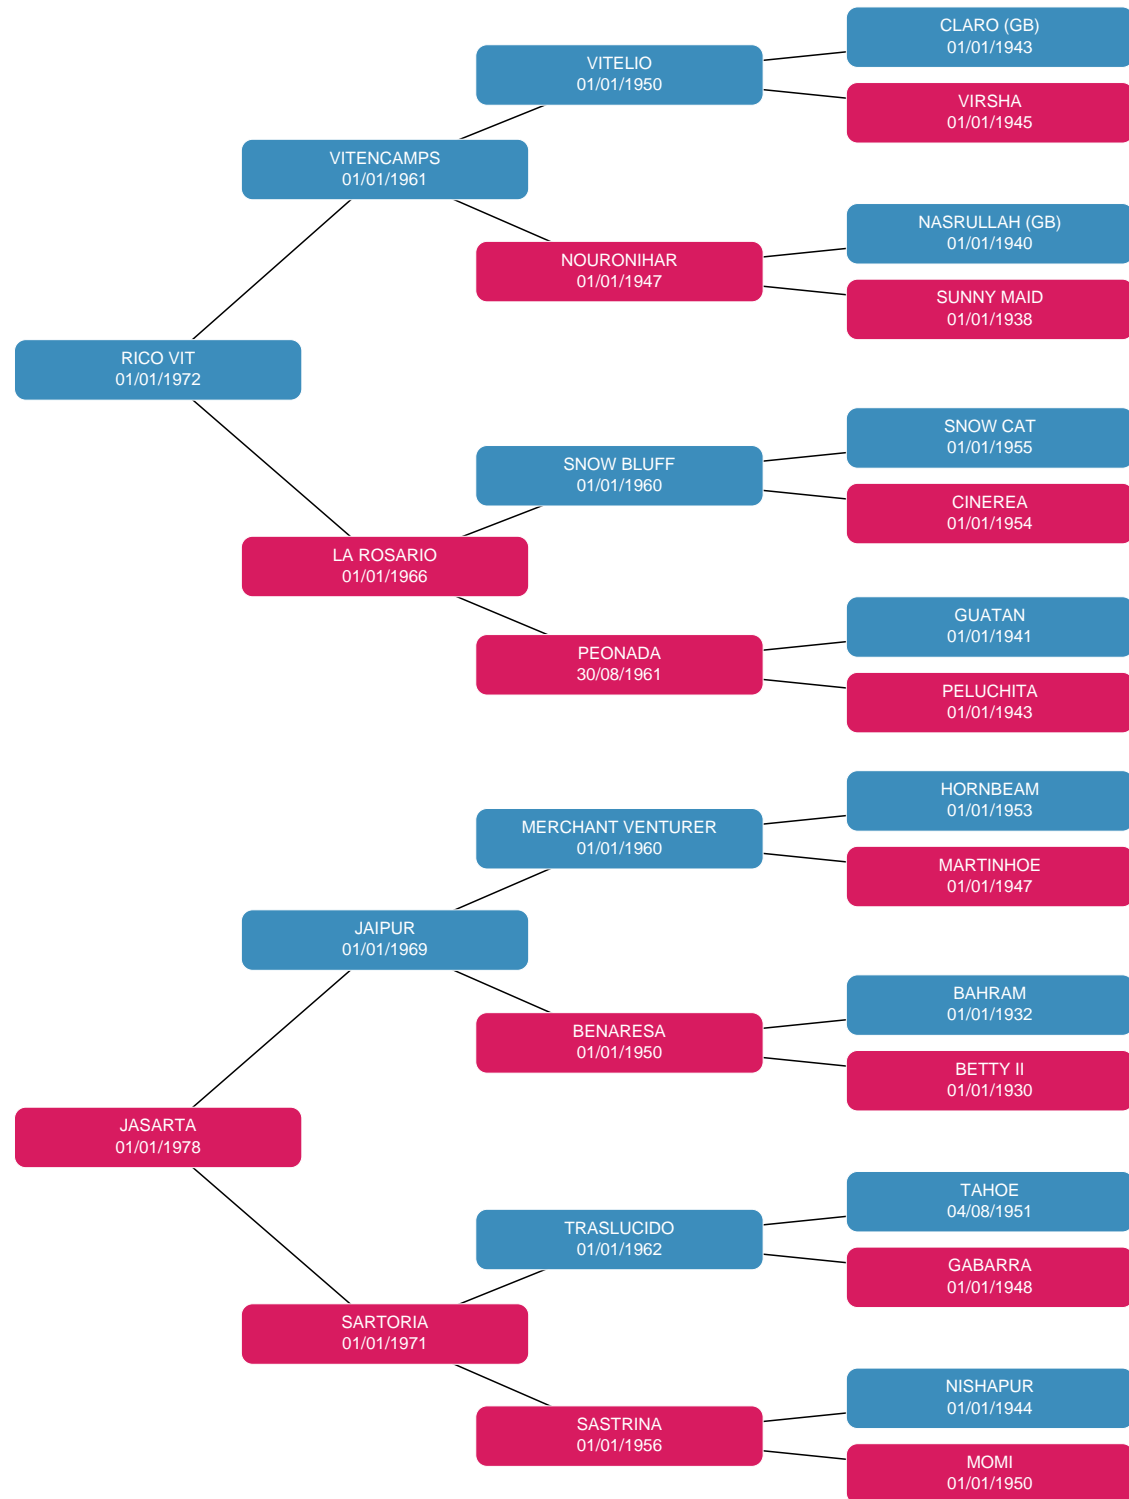 CLARO (GB)
01/01/1943
VITELIO
01/01/1950
VIRSHA
01/01/1945
VITENCAMPS
01/01/1961
NASRULLAH (GB)
01/01/1940
NOURONIHAR
01/01/1947
SUNNY MAID
01/01/1938
RICO VIT
01/01/1972
SNOW CAT
01/01/1955
SNOW BLUFF
01/01/1960
CINEREA
01/01/1954
LA ROSARIO
01/01/1966
GUATAN
01/01/1941
PEONADA
30/08/1961
PELUCHITA
01/01/1943
HORNBEAM
01/01/1953
MERCHANT VENTURER
01/01/1960
MARTINHOE
01/01/1947
JAIPUR
01/01/1969
BAHRAM
01/01/1932
BENARESA
01/01/1950
BETTY II
01/01/1930
JASARTA
01/01/1978
TAHOE
04/08/1951
TRASLUCIDO
01/01/1962
GABARRA
01/01/1948
SARTORIA
01/01/1971
NISHAPUR
01/01/1944
SASTRINA
01/01/1956
MOMI
01/01/1950